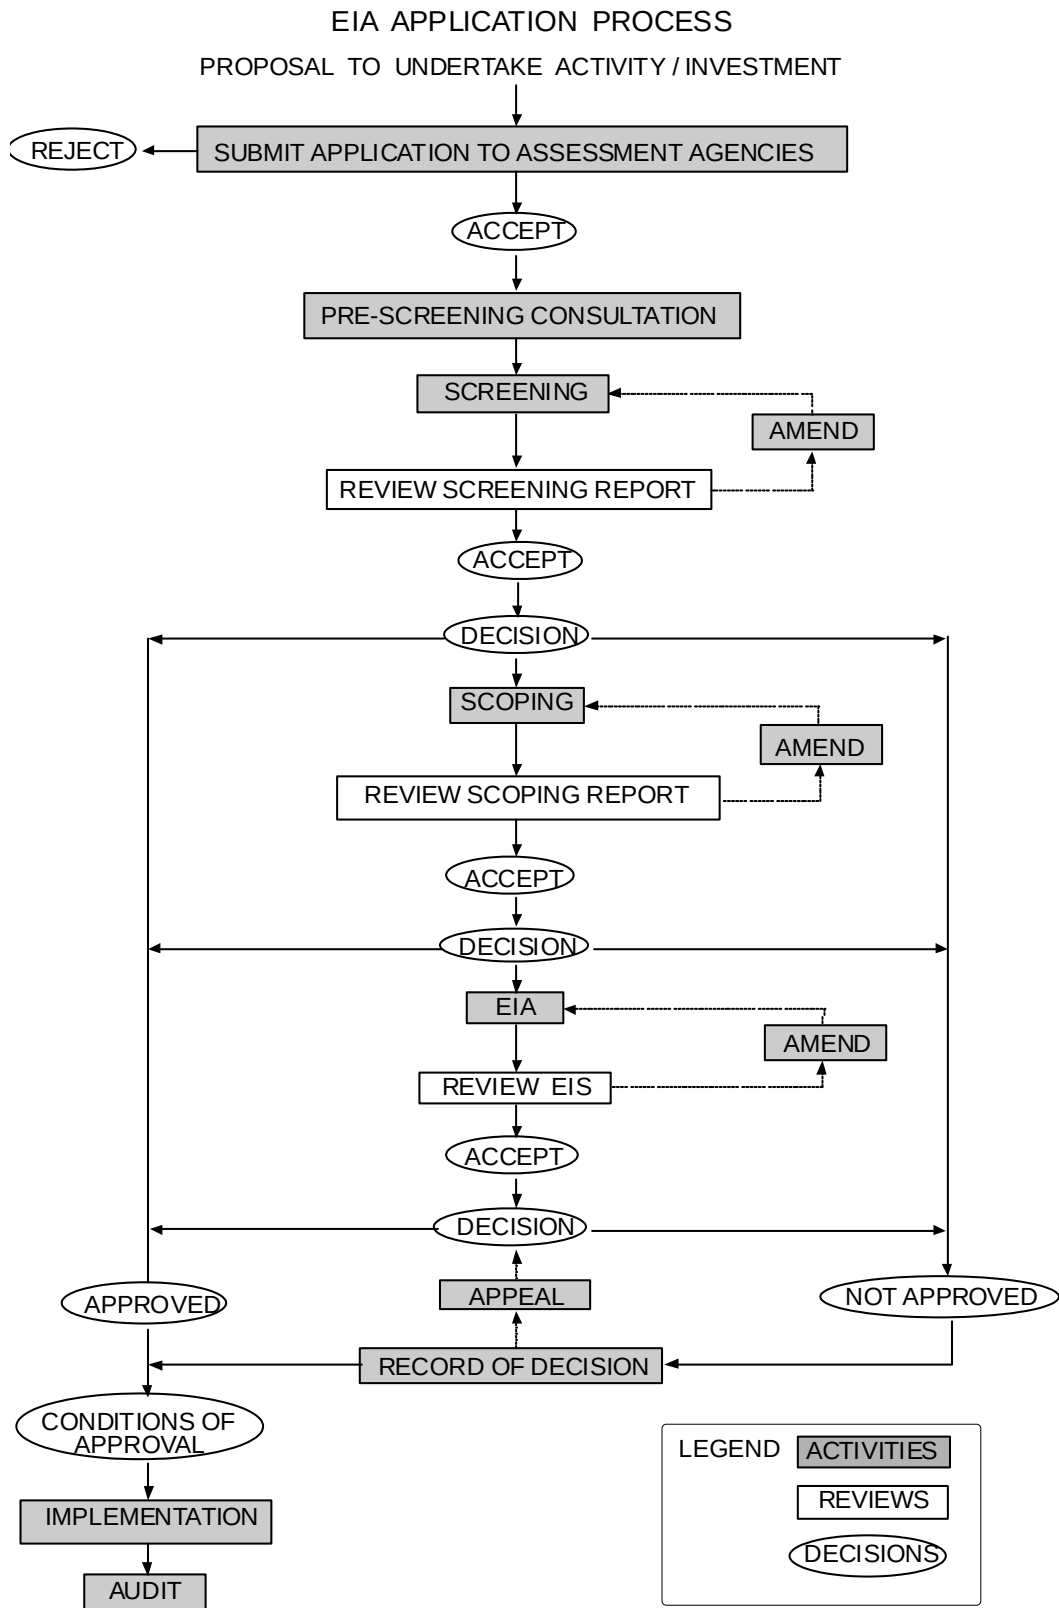 EIA APPLICATION PROCESS
PROPOSAL TO UNDERTAKE ACTIVITY / INVESTMENT
REJECT
SUBMIT APPLICATION TO ASSESSMENT AGENCIES
ACCEPT
PRE-SCREENING CONSULTATION
SCREENING
AMEND
REVIEW SCREENING REPORT
ACCEPT
DECISION
SCOPING
AMEND
REVIEW SCOPING REPORT
ACCEPT
DECISION
EIA
AMEND
REVIEW EIS
ACCEPT
DECISION
APPEAL
APPROVED
NOT APPROVED
RECORD OF DECISION
CONDITIONS OF
APPROVAL
IMPLEMENTATION
AUDIT
LEGEND
ACTIVITIES
REVIEWS
DECISIONS